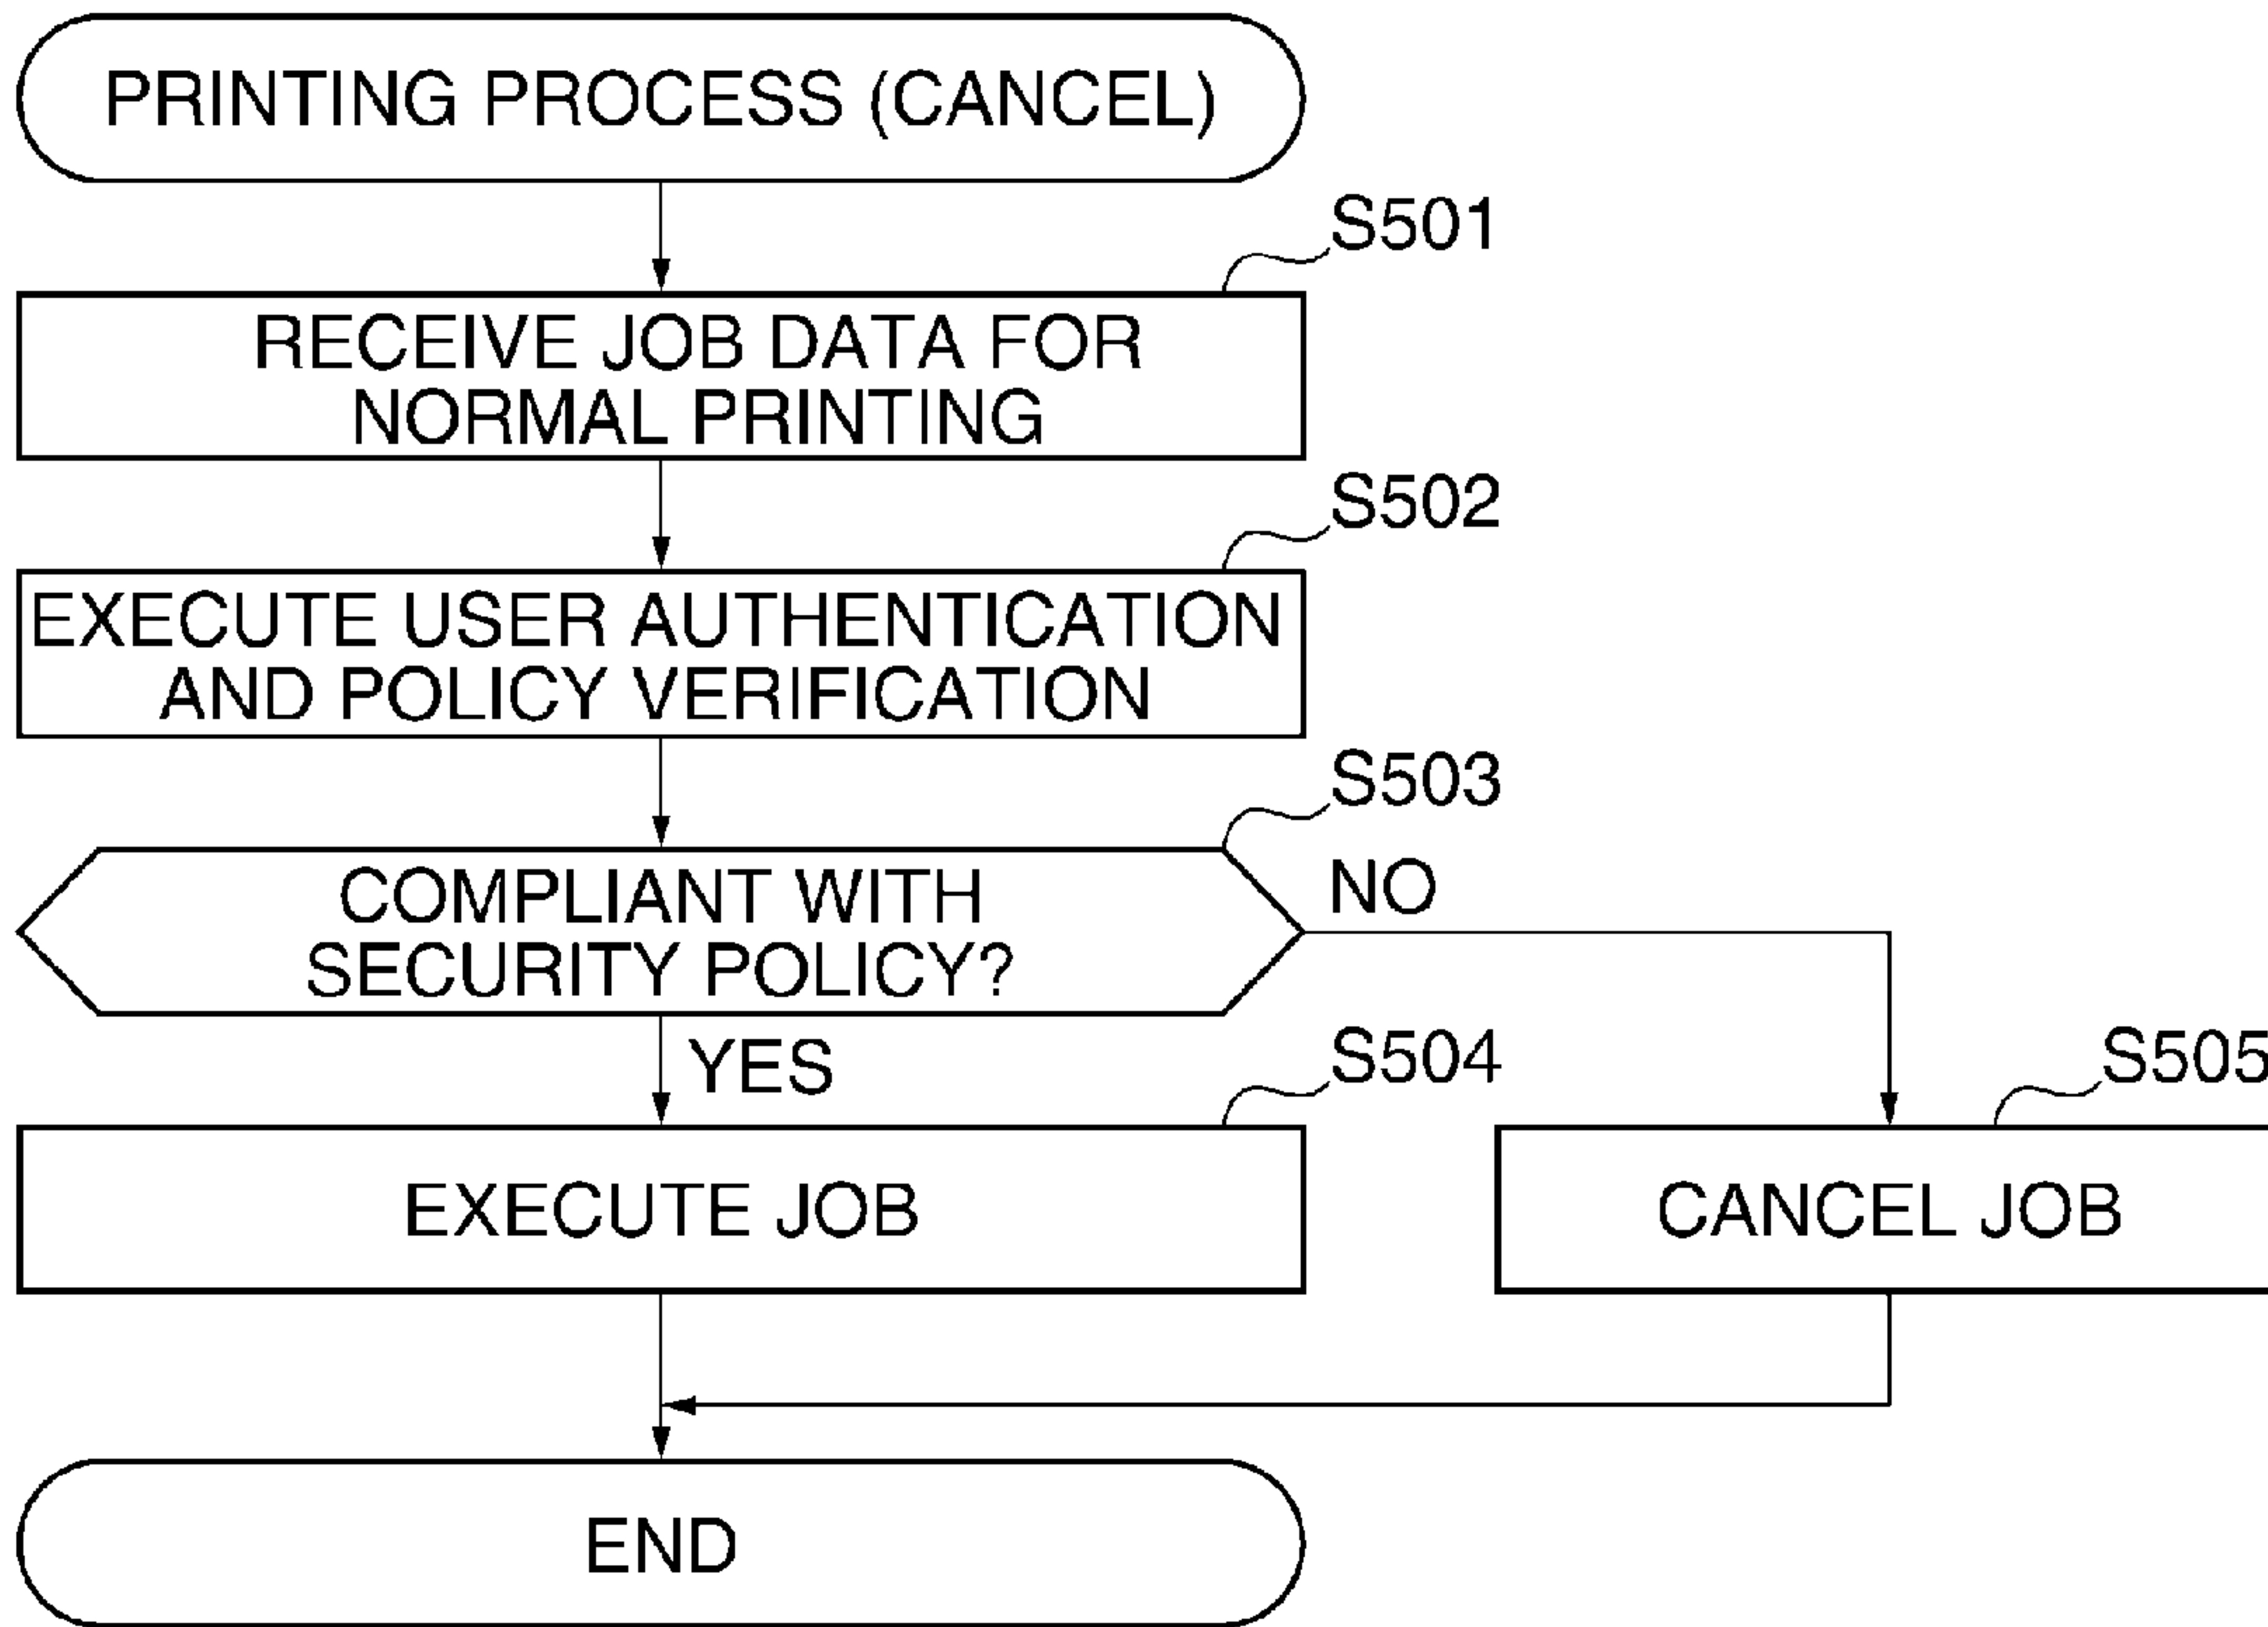 PRINTING PROCESS (CANCEL)
S501
RECEIVE JOB DATA FOR
NORMAL PRINTING
S502
EXECUTE USER AUTHENTICATION
AND POLICY VERIFICATION
S503
COMPLIANT WITH
SECURITY POLICY?
NO
YES
S504
S505
EXECUTE JOB
CANCEL JOB
END